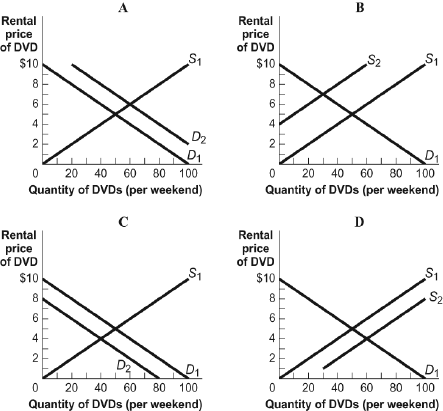 A
Rental
price
of DVD
$10
8
6
4
2
0
20 40 60 80 100
S1
D2
D1
Quantity of DVDs (per weekend)
B
Rental
price
of DVD
$10
8
6
4
2
0
20 40 60 80 100
S2
S1
D1
Quantity of DVDs (per weekend)
C
Rental
price
of DVD
$10
8
6
4
2
0
20 40 60 80 100
S1
D2
D1
Quantity of DVDs (per weekend)
D
Rental
price
of DVD
$10
8
6
4
2
0
20 40 60 80 100
S1
S2
D1
Quantity of DVDs (per weekend)